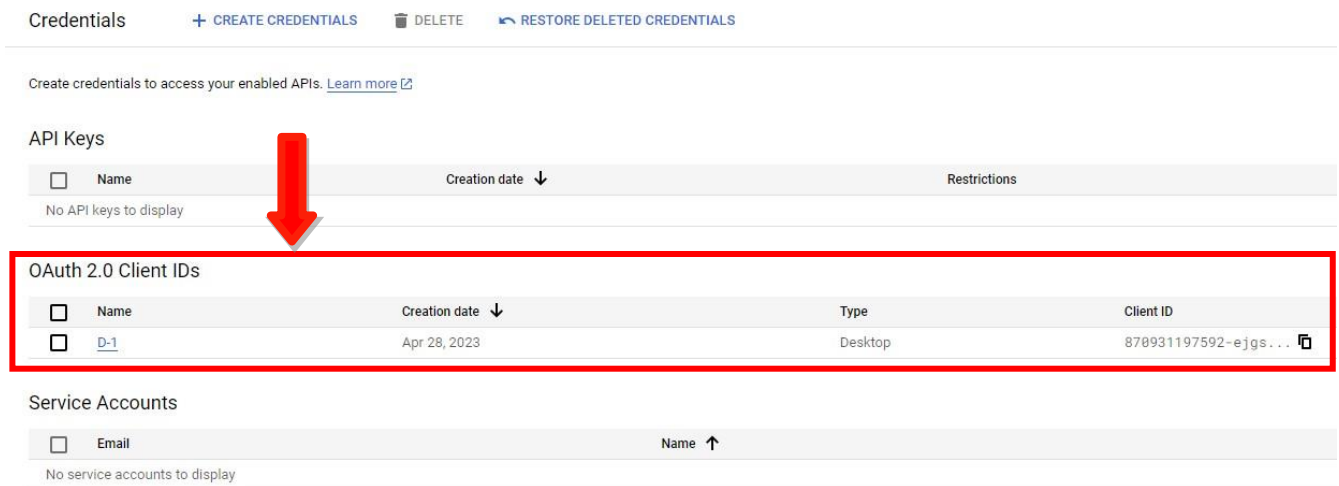 Credentials + CREATE CREDENTIALS DELETE RESTORE DELETED CREDENTIALS
Create credentials to access your enabled APIs. Learn more
API Keys
Name Creation date Restrictions
No API keys to display
OAuth 2.0 Client IDs
Name Creation date Type Client ID
D-1 Apr 28, 2023 Desktop 870931197592-ejgs...
Service Accounts
Email Name
No service accounts to display